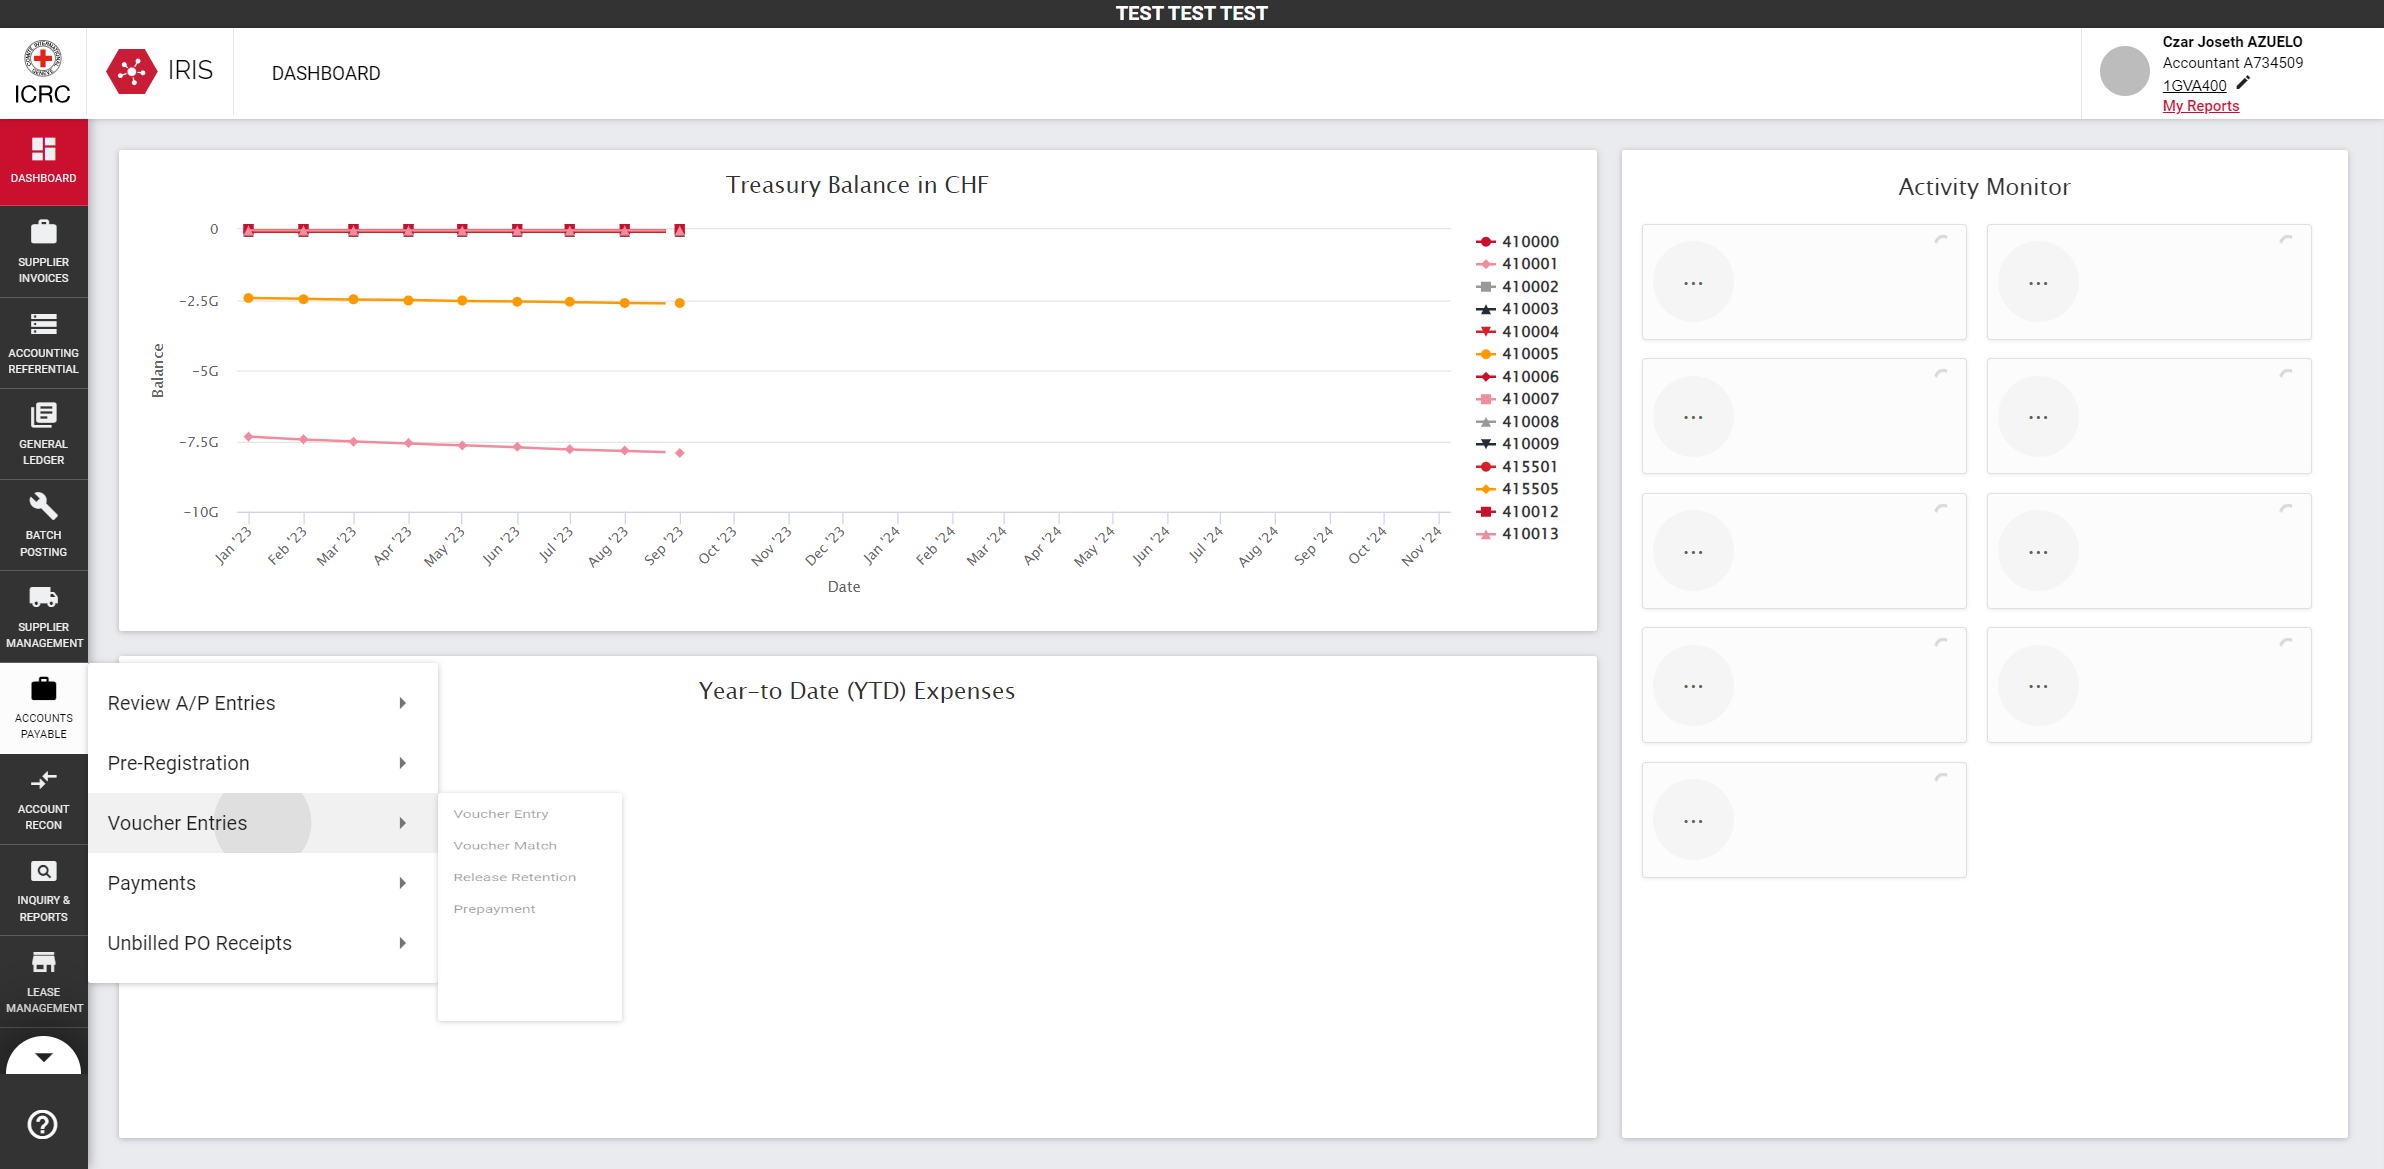 TEST TEST TEST
ICRC
IRIS
DASHBOARD
Czar Joseth AZUELO
Accountant A734509
1GVA400
My Reports
DASHBOARD
SUPPLIER
INVOICES
ACCOUNTING
REFERENTIAL
GENERAL
LEDGER
BATCH
POSTING
SUPPLIER
MANAGEMENT
ACCOUNTS
PAYABLE
ACCOUNT
RECON
INQUIRY &
REPORTS
LEASE
MANAGEMENT
Treasury Balance in CHF
Balance
0
−2.5G
−5G
−7.5G
−10G
Jan '23
Feb '23
Mar '23
Apr '23
May '23
Jun '23
Jul '23
Aug '23
Sep '23
Oct '23
Nov '23
Dec '23
Jan '24
Feb '24
Mar '24
Apr '24
May '24
Jun '24
Jul '24
Aug '24
Sep '24
Oct '24
Nov '24
Date
410000
410001
410002
410003
410004
410005
410006
410007
410008
410009
415501
415505
410012
410013
Year-to Date (YTD) Expenses
Review A/P Entries
Pre-Registration
Voucher Entries
Payments
Unbilled PO Receipts
Voucher Entry
Voucher Match
Release Retention
Prepayment
Activity Monitor
...
...
...
...
...
...
...
...
...